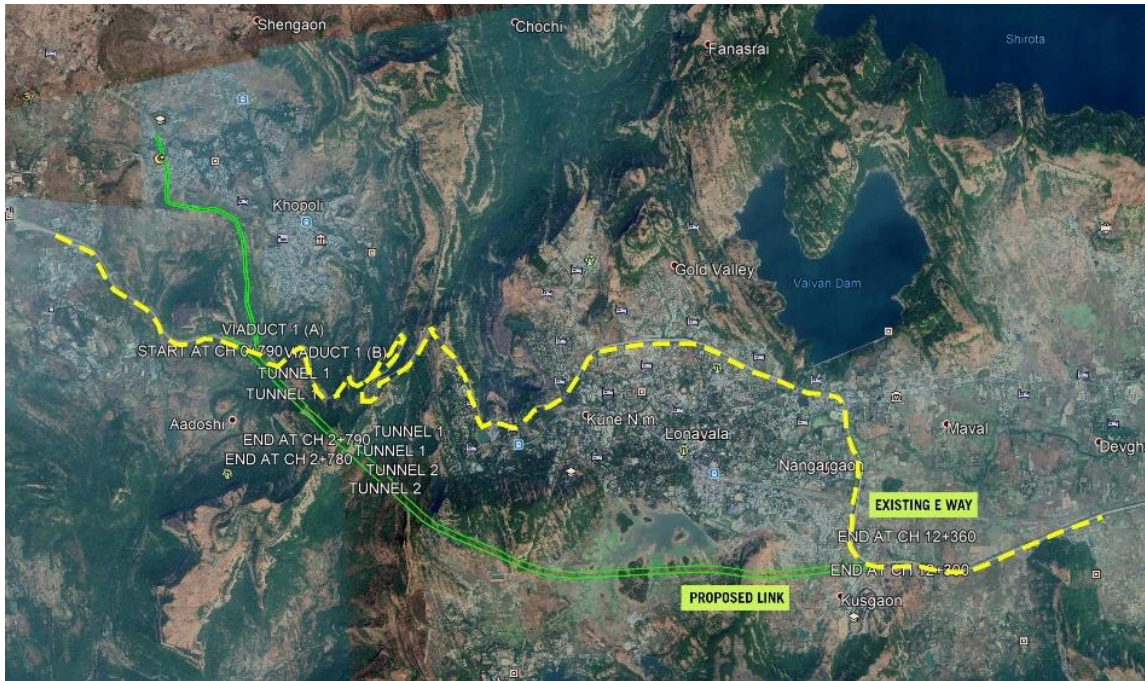 Shengaon
Chochi
Fanasrai
Shirota
Khopoli
Gold Valley
Valvan Dam
VIADUCT 1 (A)
START AT CH 0+790
VIADUCT 1 (B)
TUNNEL 1
TUNNEL 1
Aadoshi
Kune N.m.
Maval
TUNNEL 1
Lonavala
END AT CH 2+790
Devgh
TUNNEL 1
END AT CH 2+780
TUNNEL 2
Nangargaon
TUNNEL 2
EXISTING E WAY
END AT CH 12+360
END AT CH 12+300
PROPOSED LINK
Kusgaon